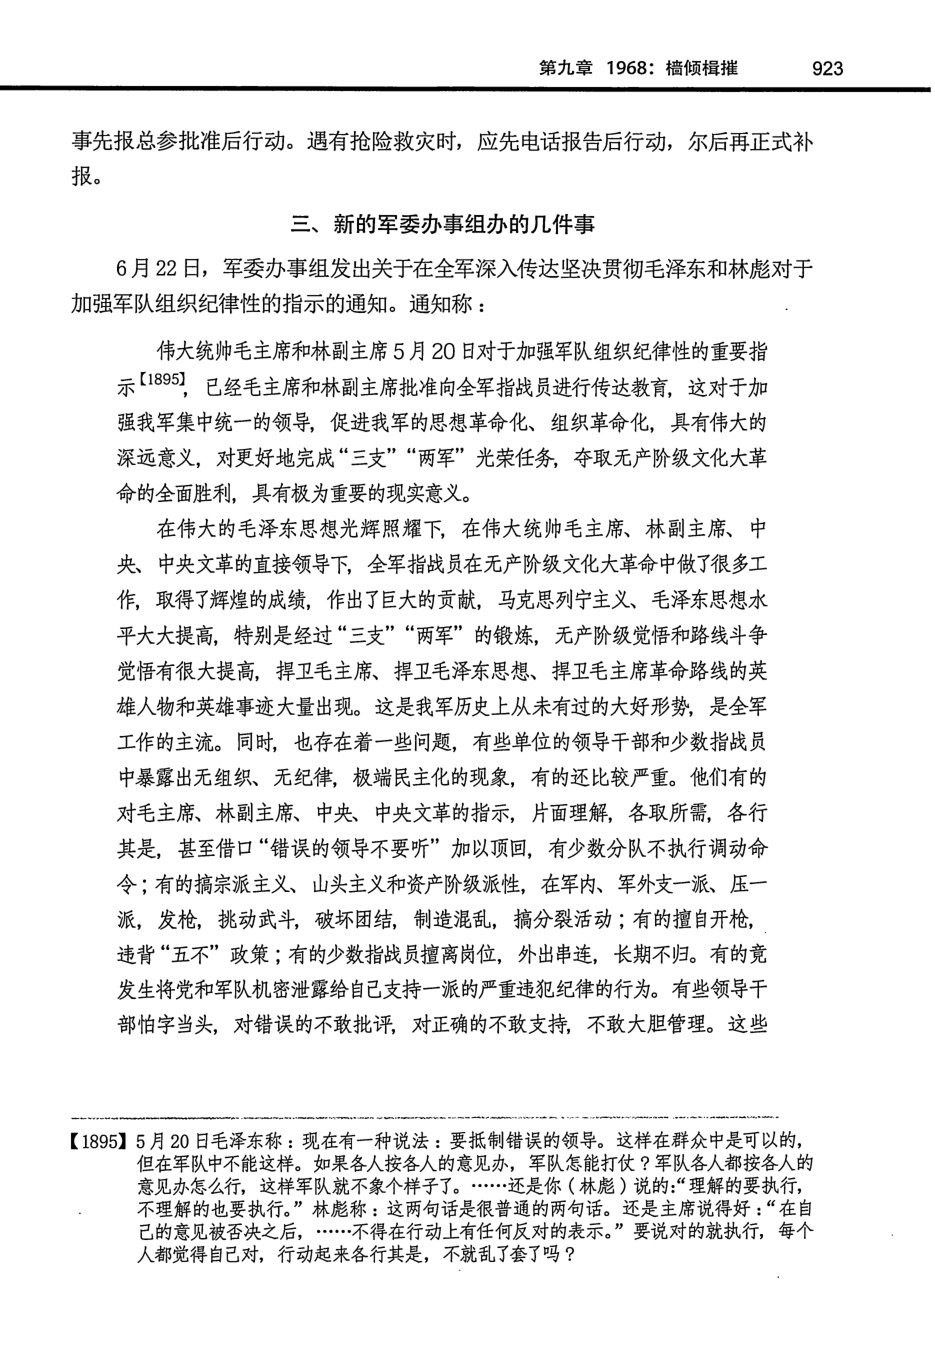 第九章 1968：樯倾楫摧 923
事先报总参批准后行动。遇有抢险救灾时，应先电话报告后行动，尔后再正式补
报。
三、新的军委办事组办的几件事
6月22日，军委办事组发出关于在全军深入传达坚决贯彻毛泽东和林彪对于
加强军队组织纪律性的指示的通知。通知称：
伟大统帅毛主席和林副主席5月20日对于加强军队组织纪律性的重要指
示【1895】，已经毛主席和林副主席批准向全军指战员进行传达教育，这对于加
强我军集中统一的领导，促进我军的思想革命化、组织革命化，具有伟大的
深远意义，对更好地完成“三支”“两军”光荣任务，夺取无产阶级文化大革
命的全面胜利，具有极为重要的现实意义。
在伟大的毛泽东思想光辉照耀下，在伟大统帅毛主席、林副主席、中
央、中央文革的直接领导下，全军指战员在无产阶级文化大革命中做了很多工
作，取得了辉煌的成绩，作出了巨大的贡献，马克思列宁主义、毛泽东思想水
平大大提高，特别是经过“三支”“两军”的锻炼，无产阶级觉悟和路线斗争
觉悟有很大提高，捍卫毛主席、捍卫毛泽东思想、捍卫毛主席革命路线的英
雄人物和英雄事迹大量出现。这是我军历史上从未有过的大好形势，是全军
工作的主流。同时，也存在着一些问题，有些单位的领导干部和少数指战员
中暴露出无组织、无纪律，极端民主化的现象，有的还比较严重。他们有的
对毛主席、林副主席、中央、中央文革的指示，片面理解，各取所需，各行
其是，甚至借口“错误的领导不要听”加以顶回，有少数分队不执行调动命
令；有的搞宗派主义、山头主义和资产阶级派性，在军内、军外支一派、压一
派，发枪，挑动武斗，破坏团结，制造混乱，搞分裂活动；有的擅自开枪，
违背“五不”政策；有的少数指战员擅离岗位，外出串连，长期不归。有的竟
发生将党和军队机密泄露给自己支持一派的严重违犯纪律的行为。有些领导干
部怕字当头，对错误的不敢批评，对正确的不敢支持，不敢大胆管理。这些
【1895】5月20日毛泽东称：现在有一种说法：要抵制错误的领导。这样在群众中是可以的，
但在军队中不能这样。如果各人按各人的意见办，军队怎能打仗？军队各人都按各人的
意见办怎么行，这样军队就不象个样子了。……还是你（林彪）说的：“理解的要执行，
不理解的也要执行。”林彪称：这两句话是很普通的两句话。还是主席说得好：“在自
己的意见被否决之后，……不得在行动上有任何反对的表示。”要说对的就执行，每个
人都觉得自己对，行动起来各行其是，不就乱了套了吗？